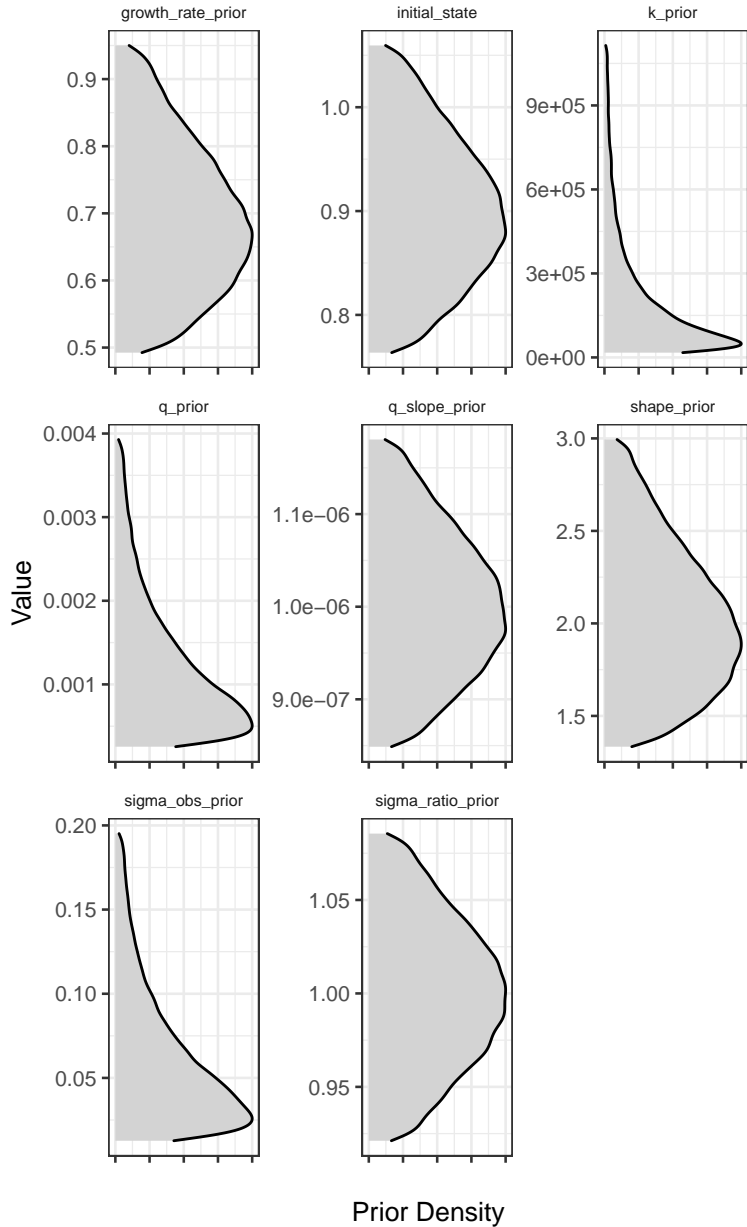 growth_rate_prior
0.9
0.8
0.7
0.6
0.5
initial_state
1.0
0.9
0.8
k_prior
9e+05
6e+05
3e+05
0e+00
q_prior
0.004
0.003
0.002
0.001
q_slope_prior
1.1e−06
1.0e−06
9.0e−07
shape_prior
3.0
2.5
2.0
1.5
sigma_obs_prior
0.20
0.15
0.10
0.05
sigma_ratio_prior
1.05
1.00
0.95
Value
Prior Density